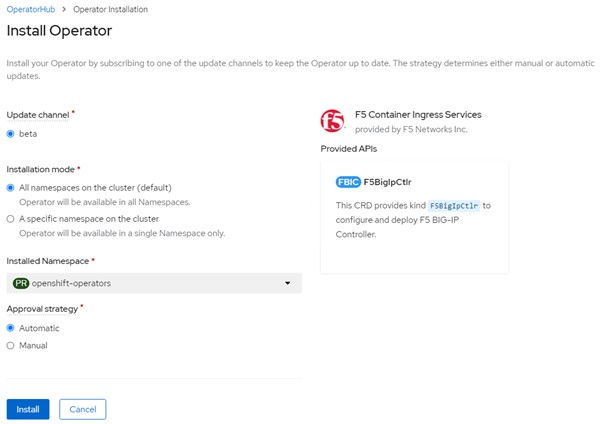 OperatorHub > Operator Installation
Install Operator
Install your Operator by subscribing to one of the update channels to keep the Operator up to date. The strategy determines either manual or automatic
updates.
Update channel *
beta
Installation mode *
All namespaces on the cluster (default)
Operator will be available in all Namespaces.
A specific namespace on the cluster
Operator will be available in a single Namespace only.
Installed Namespace *
PR openshift-operators
Approval strategy *
Automatic
Manual
Install Cancel
f5 F5 Container Ingress Services
provided by F5 Networks Inc.
Provided APIs
FBIC F5BigIpCtlr
This CRD provides kind F5BigIpCtlr to
configure and deploy F5 BIG-IP
Controller.